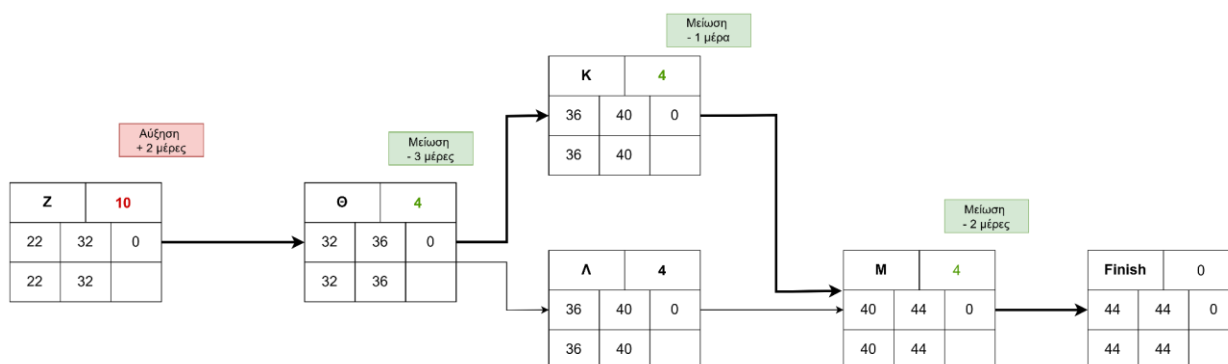 Μείωση
- 1 μέρα
Κ 4
36 40 0
36 40
Αύξηση
+ 2 μέρες
Μείωση
- 3 μέρες
Ζ 10
22 32 0
22 32
Θ 4
32 36 0
32 36
Μείωση
- 2 μέρες
Λ 4
36 40 0
36 40
Μ 4
40 44 0
40 44
Finish 0
44 44 0
44 44